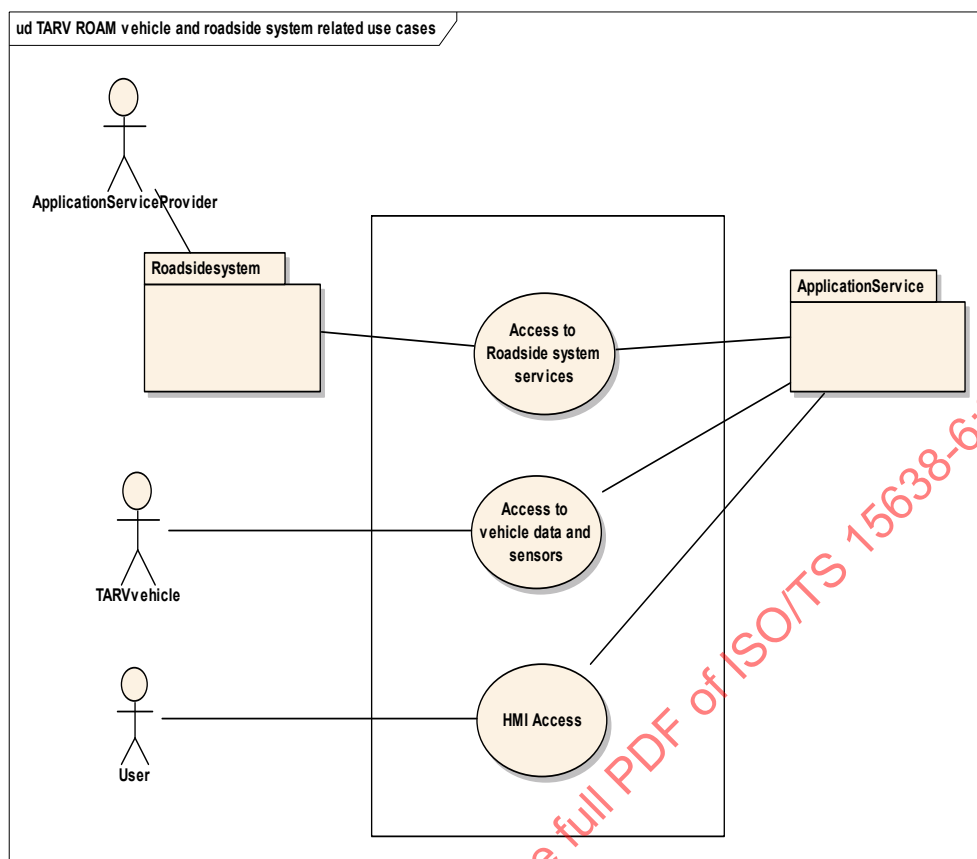 ud TARV ROAM vehicle and roadside system related use cases
ApplicationServiceProvider
Roadsidesystem
ApplicationService
Access to
Roadside system
services
Access to
vehicle data and
sensors
TARVvehicle
HMI Access
User
full PDF of ISO/TS 15638-6: